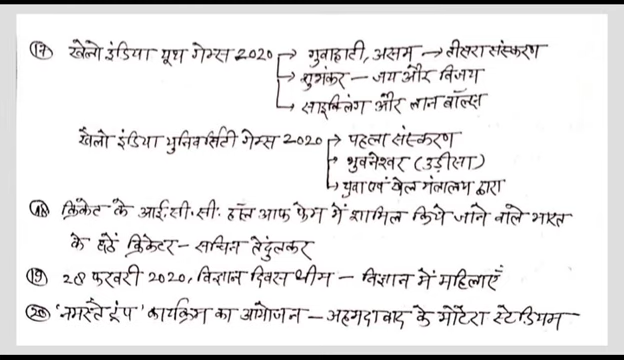 (17) खेलो इंडिया यूथ गेम्स 2020 → गुवाहाटी, असम → तीसरा संस्करण
→ शुभंकर – जय और विजय
→ साइकिलिंग और लान बॉल्स
खेलो इंडिया युनिवर्सिटी गेम्स 2020 → पहला संस्करण
→ भुवनेश्वर (उड़ीसा)
→ युवा एवं खेल मंत्रालय द्वारा
(18) क्रिकेट के आई.सी.सी. हॉल आफ फेम में शामिल किये जाने वाले भारत
के छठें क्रिकेटर – सचिन तेंदुलकर
(19) 28 फरवरी 2020, विज्ञान दिवस थीम – विज्ञान में महिलाएँ
(20) 'नमस्ते ट्रंप' कार्यक्रम का आयोजन – अहमदाबाद के मोटेरा स्टेडियम